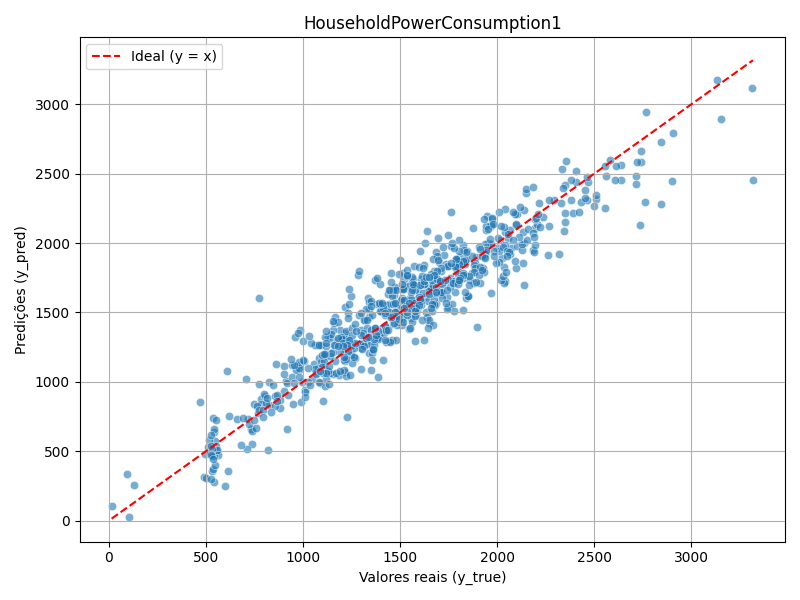 HouseholdPowerConsumption1
Ideal (y = x)
Predições (y_pred)
3000
2500
2000
1500
1000
500
0
0 500 1000 1500 2000 2500 3000
Valores reais (y_true)